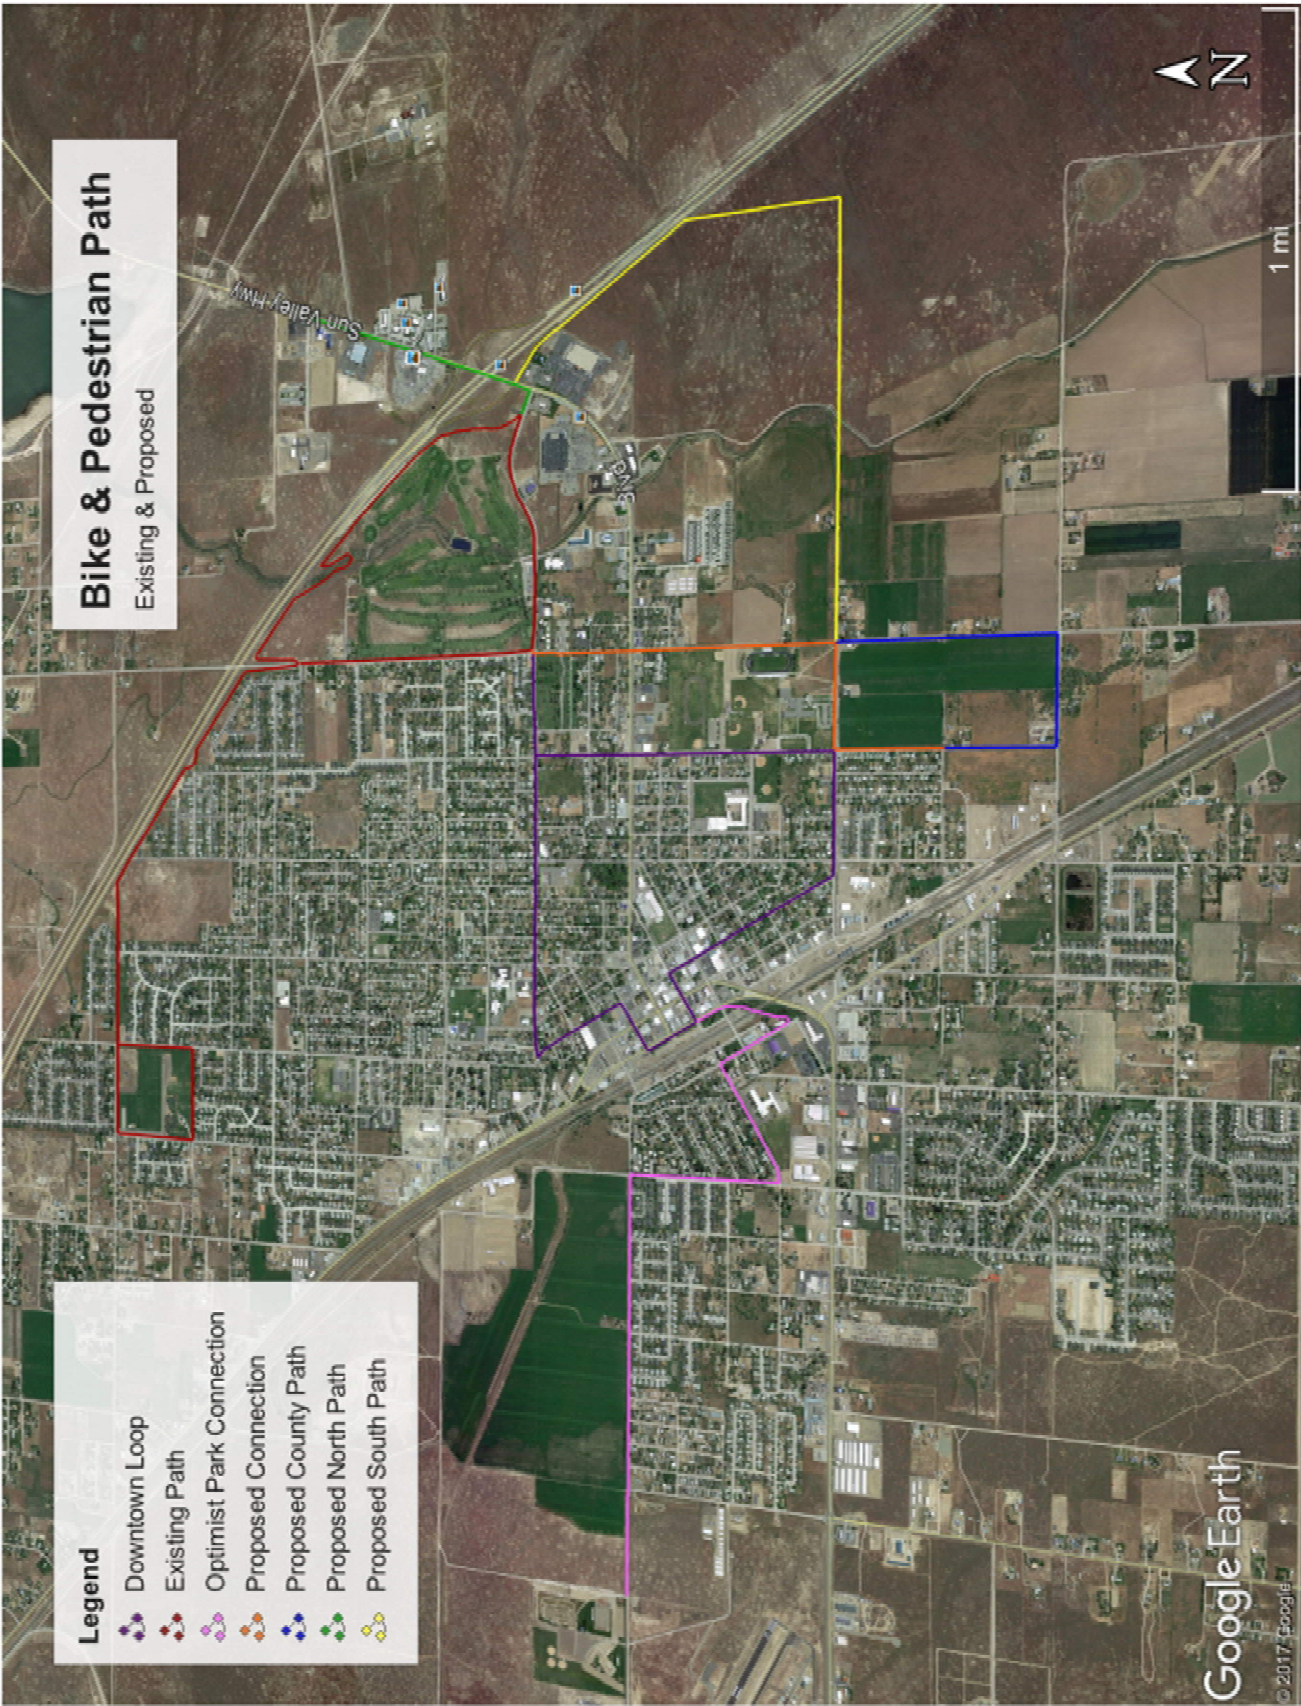 Bike & Pedestrian Path
Existing & Proposed
Legend
Downtown Loop
Existing Path
Optimist Park Connection
Proposed Connection
Proposed County Path
Proposed North Path
Proposed South Path
Sun Valley Hwy
Blvd
N
1 mi
Google Earth
© 2017 Google